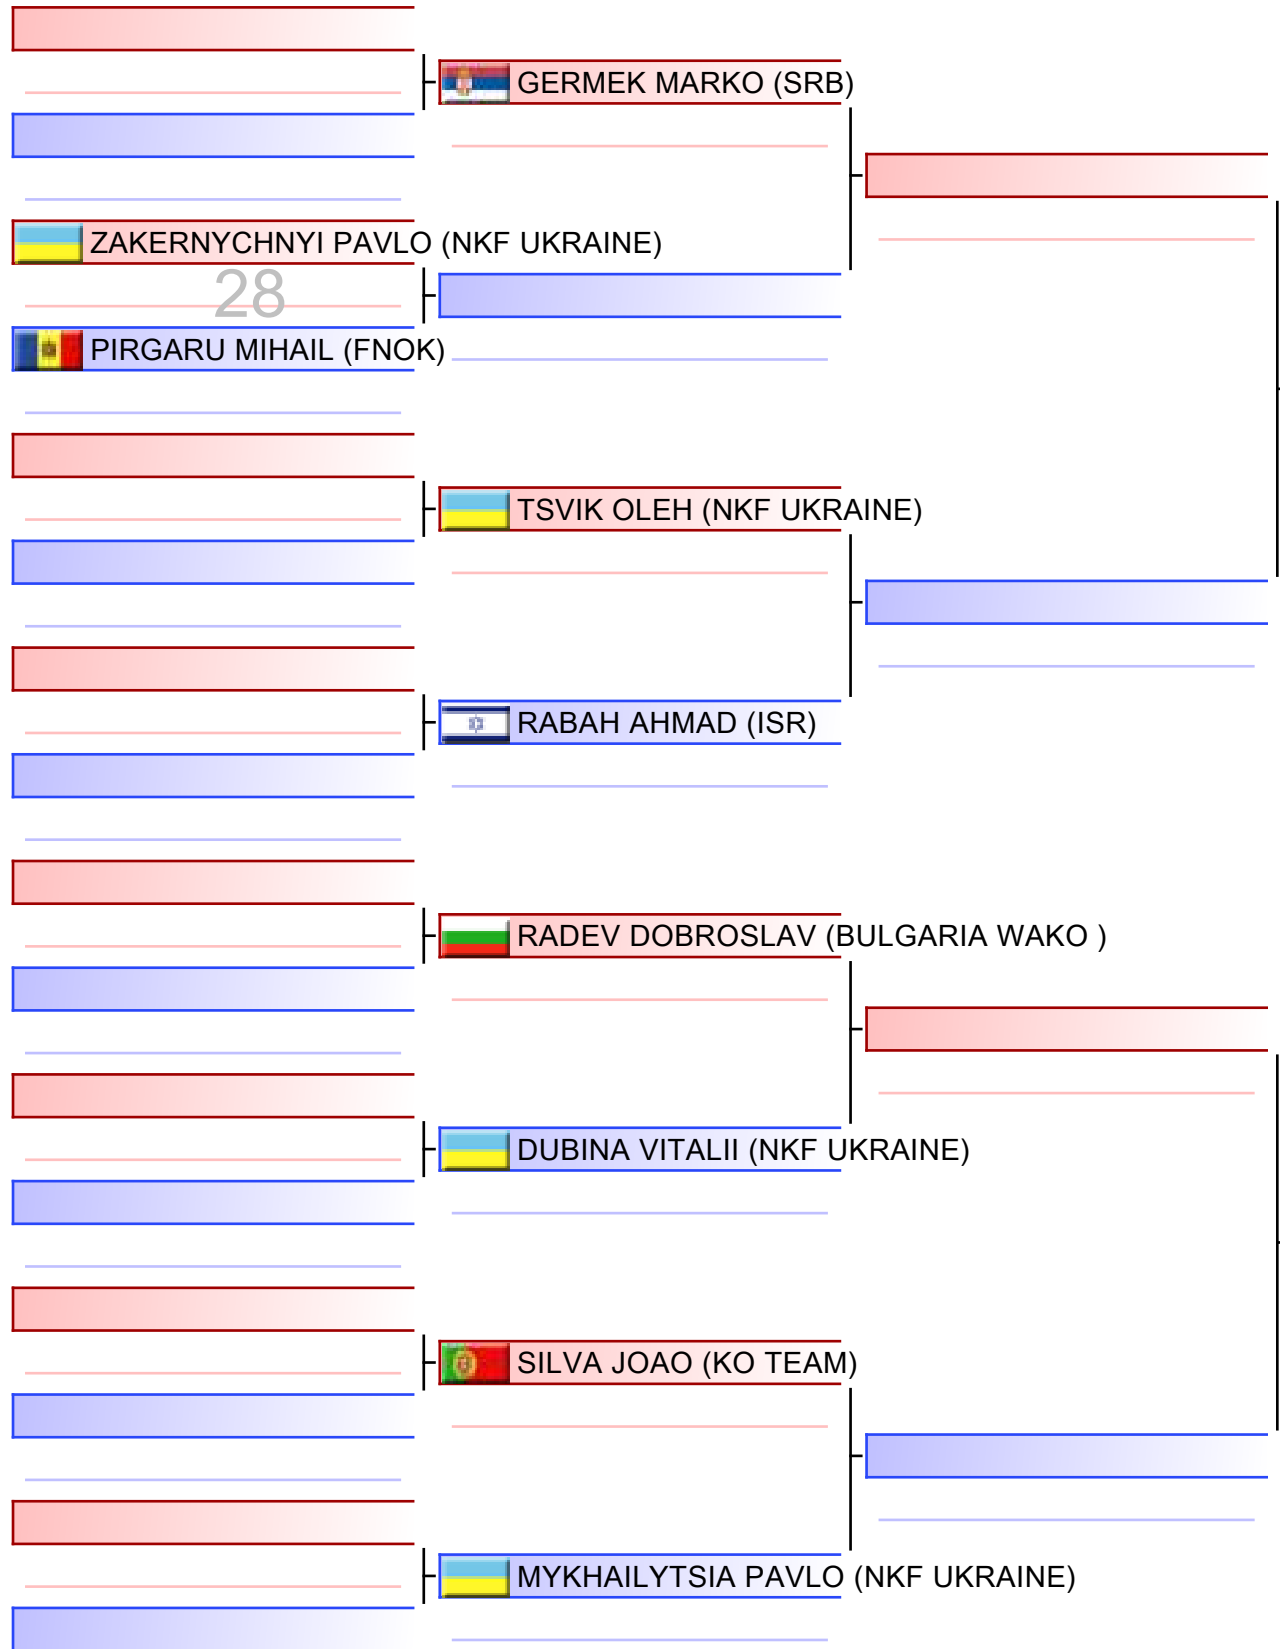 GERMEK MARKO (SRB)
ZAKERNYCHNYI PAVLO (NKF UKRAINE)
28
PIRGARU MIHAIL (FNOK)
TSVIK OLEH (NKF UKRAINE)
RABAH AHMAD (ISR)
RADEV DOBROSLAV (BULGARIA WAKO )
DUBINA VITALII (NKF UKRAINE)
SILVA JOAO (KO TEAM)
MYKHAILYTSIA PAVLO (NKF UKRAINE)